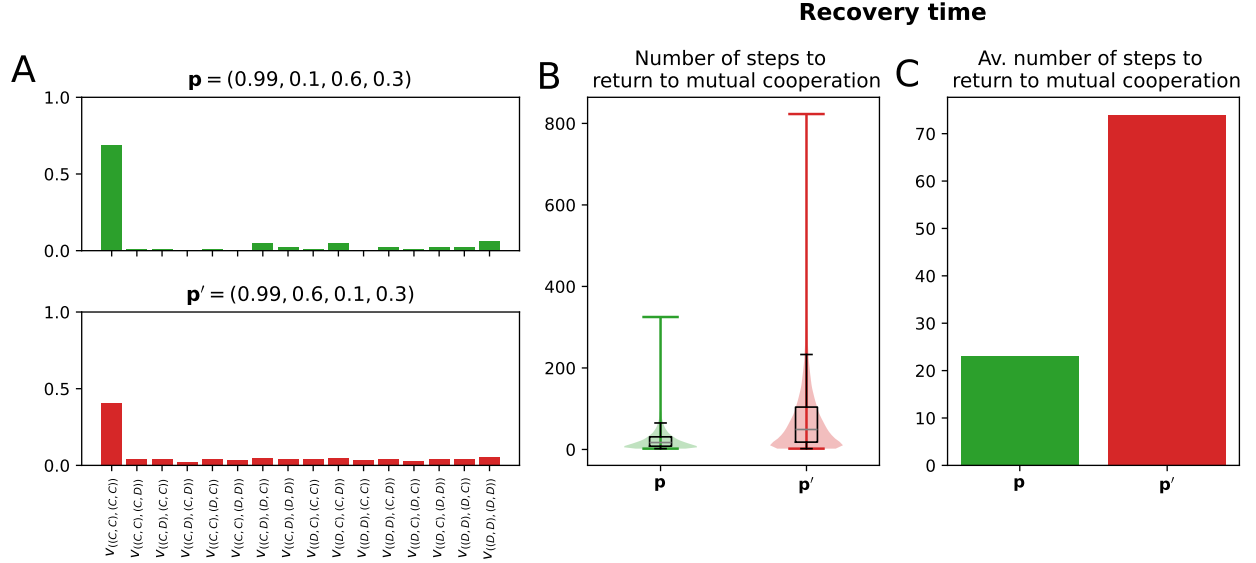 Recovery time
A
p = (0.99, 0.1, 0.6, 0.3)
1.0
0.5
0.0
p′ = (0.99, 0.6, 0.1, 0.3)
1.0
0.5
0.0
v((C, C), (C, C))
v((C, C), (C, D))
v((C, D), (C, C))
v((C, D), (C, D))
v((C, C), (D, C))
v((C, C), (D, D))
v((C, D), (D, C))
v((C, D), (D, D))
v((D, C), (C, C))
v((D, C), (C, D))
v((D, D), (C, C))
v((D, D), (C, D))
v((D, C), (D, C))
v((D, C), (D, D))
v((D, D), (D, C))
v((D, D), (D, D))
B
Number of steps to
return to mutual cooperation
800
600
400
200
0
p
p′
C
Av. number of steps to
return to mutual cooperation
70
60
50
40
30
20
10
0
p
p′